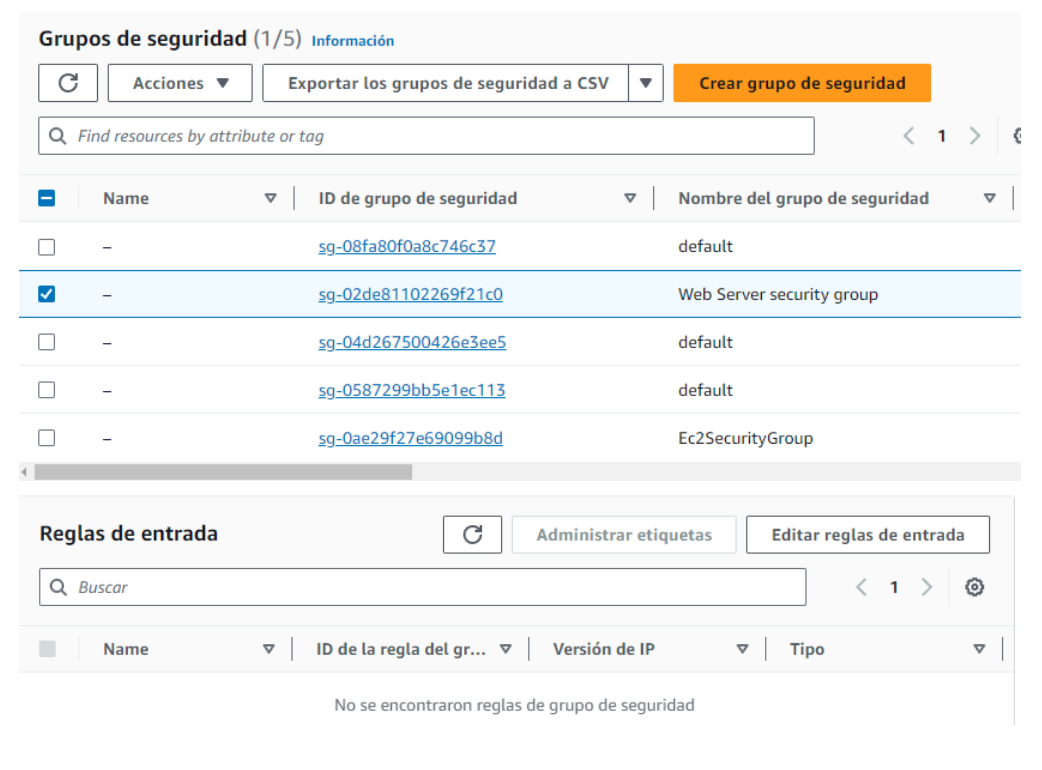 Grupos de seguridad (1/5) Información
Acciones Exportar los grupos de seguridad a CSV Crear grupo de seguridad
Find resources by attribute or tag 1
Name ID de grupo de seguridad Nombre del grupo de seguridad
– sg-08fa80f0a8c746c37 default
– sg-02de81102269f21c0 Web Server security group
– sg-04d267500426e3ee5 default
– sg-0587299bb5e1ec113 default
– sg-0ae29f27e69099b8d Ec2SecurityGroup
Reglas de entrada Administrar etiquetas Editar reglas de entrada
Buscar 1
Name ID de la regla del gr... Versión de IP Tipo
No se encontraron reglas de grupo de seguridad